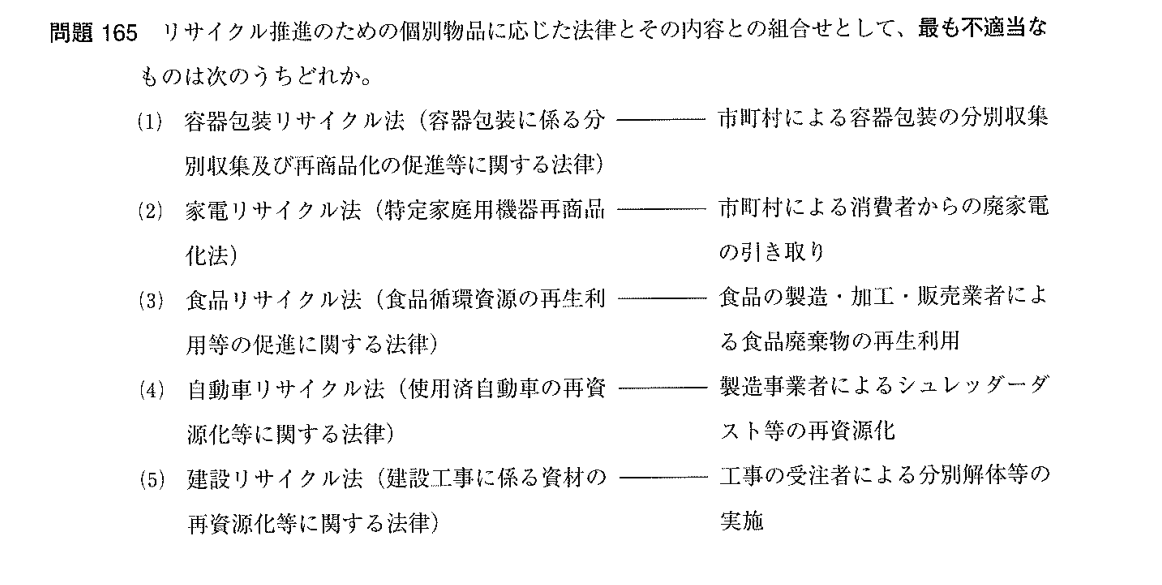 問題 165 リサイクル推進のための個別物品に応じた法律とその内容との組合せとして、最も不適当な
ものは次のうちどれか。
(1) 容器包装リサイクル法（容器包装に係る分 ──── 市町村による容器包装の分別収集
別収集及び再商品化の促進等に関する法律）
(2) 家電リサイクル法（特定家庭用機器再商品 ──── 市町村による消費者からの廃家電
化法） の引き取り
(3) 食品リサイクル法（食品循環資源の再生利 ──── 食品の製造・加工・販売業者によ
用等の促進に関する法律） る食品廃棄物の再生利用
(4) 自動車リサイクル法（使用済自動車の再資 ──── 製造事業者によるシュレッダーダ
源化等に関する法律） スト等の再資源化
(5) 建設リサイクル法（建設工事に係る資材の ──── 工事の受注者による分別解体等の
再資源化等に関する法律） 実施